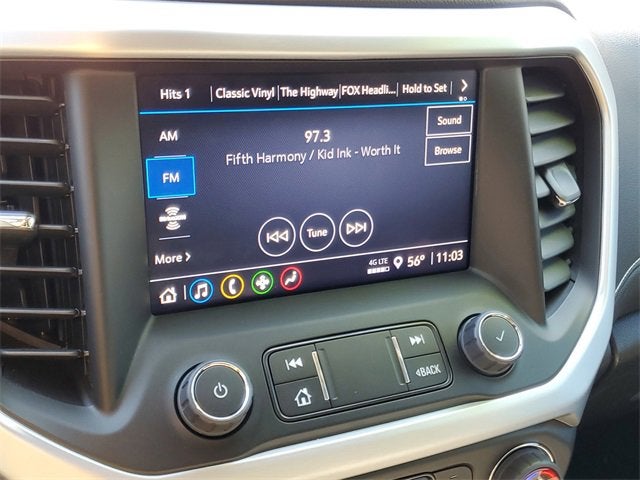 Hits 1 Classic Vinyl The Highway FOX Headli... Hold to Set
AM
97.3
Sound
Fifth Harmony / Kid Ink - Worth It
Browse
FM
Tune
More
4G LTE
56° 11:03
BACK